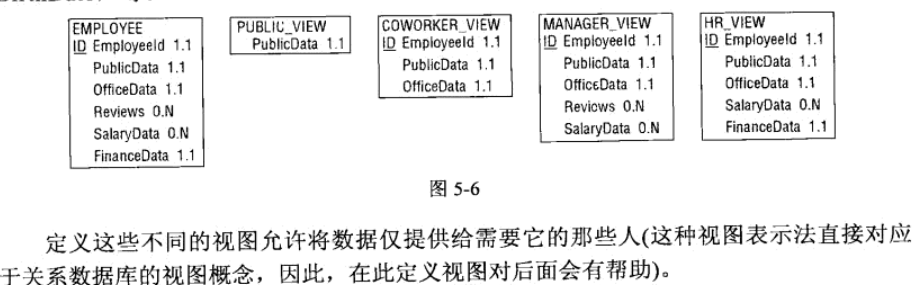 EMPLOYEE
ID EmployeeId 1.1
PublicData 1.1
OfficeData 1.1
Reviews 0.N
SalaryData 0.N
FinanceData 1.1
PUBLIC_VIEW
PublicData 1.1
COWORKER_VIEW
ID EmployeeId 1.1
PublicData 1.1
OfficeData 1.1
MANAGER_VIEW
ID EmployeeId 1.1
PublicData 1.1
OfficeData 1.1
Reviews 0.N
SalaryData 0.N
HR_VIEW
ID EmployeeId 1.1
PublicData 1.1
OfficeData 1.1
SalaryData 0.N
FinanceData 1.1
图 5-6
定义这些不同的视图允许将数据仅提供给需要它的那些人(这种视图表示法直接对应
于关系数据库的视图概念，因此，在此定义视图对后面会有帮助)。